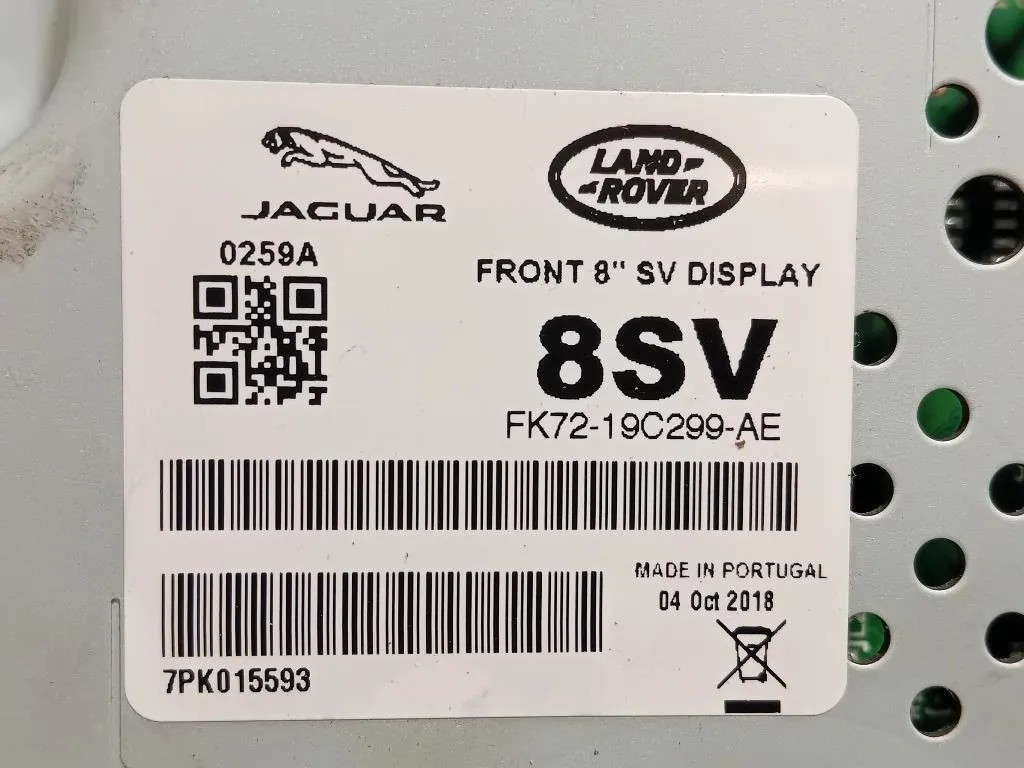 JAGUAR
LAND
ROVER
0259A
FRONT 8" SV DISPLAY
8SV
FK72-19C299-AE
MADE IN PORTUGAL
04 Oct 2018
7PK015593